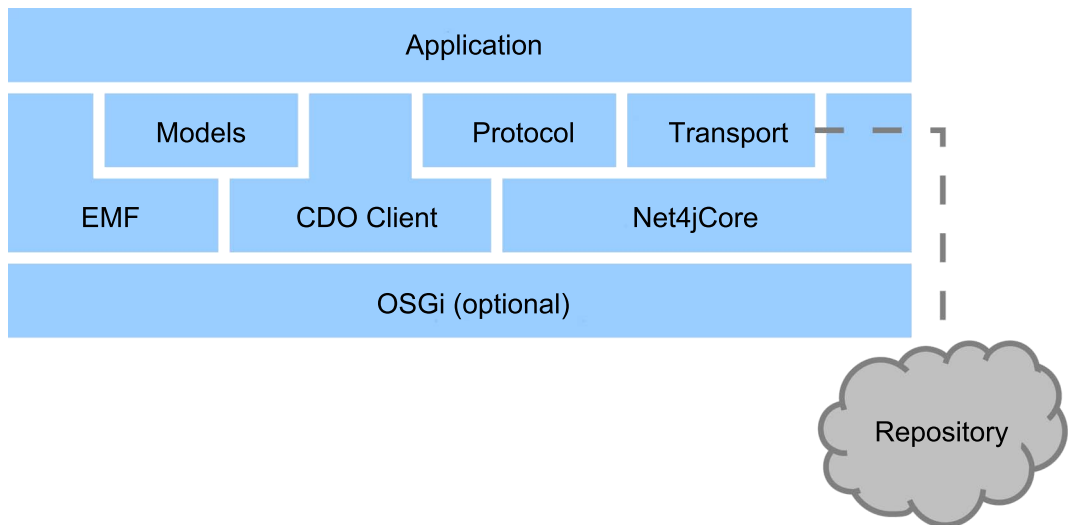 Application
Models
Protocol
Transport
EMF
CDO Client
Net4jCore
OSGi (optional)
Repository